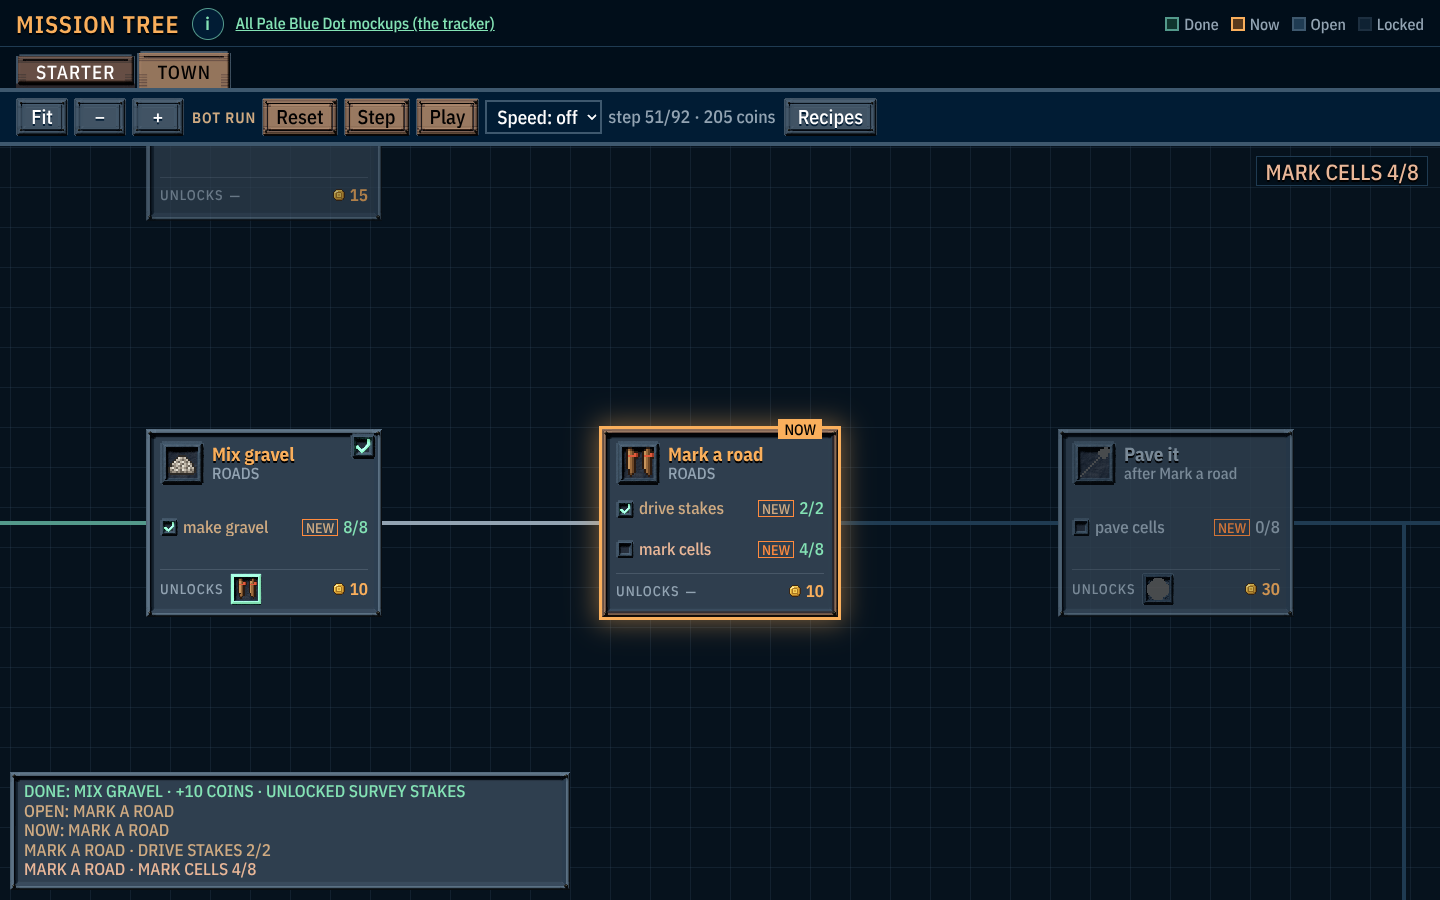 MISSION TREE i All Pale Blue Dot mockups (the tracker) Done Now Open Locked
STARTER TOWN
Fit − + BOT RUN Reset Step Play Speed: off step 51/92 · 205 coins Recipes
MARK CELLS 4/8
UNLOCKS — 15
NOW
Mix gravel
ROADS
make gravel NEW 8/8
UNLOCKS 10
Mark a road
ROADS
drive stakes NEW 2/2
mark cells NEW 4/8
UNLOCKS — 10
Pave it
after Mark a road
pave cells NEW 0/8
UNLOCKS 30
DONE: MIX GRAVEL · +10 COINS · UNLOCKED SURVEY STAKES
OPEN: MARK A ROAD
NOW: MARK A ROAD
MARK A ROAD · DRIVE STAKES 2/2
MARK A ROAD · MARK CELLS 4/8